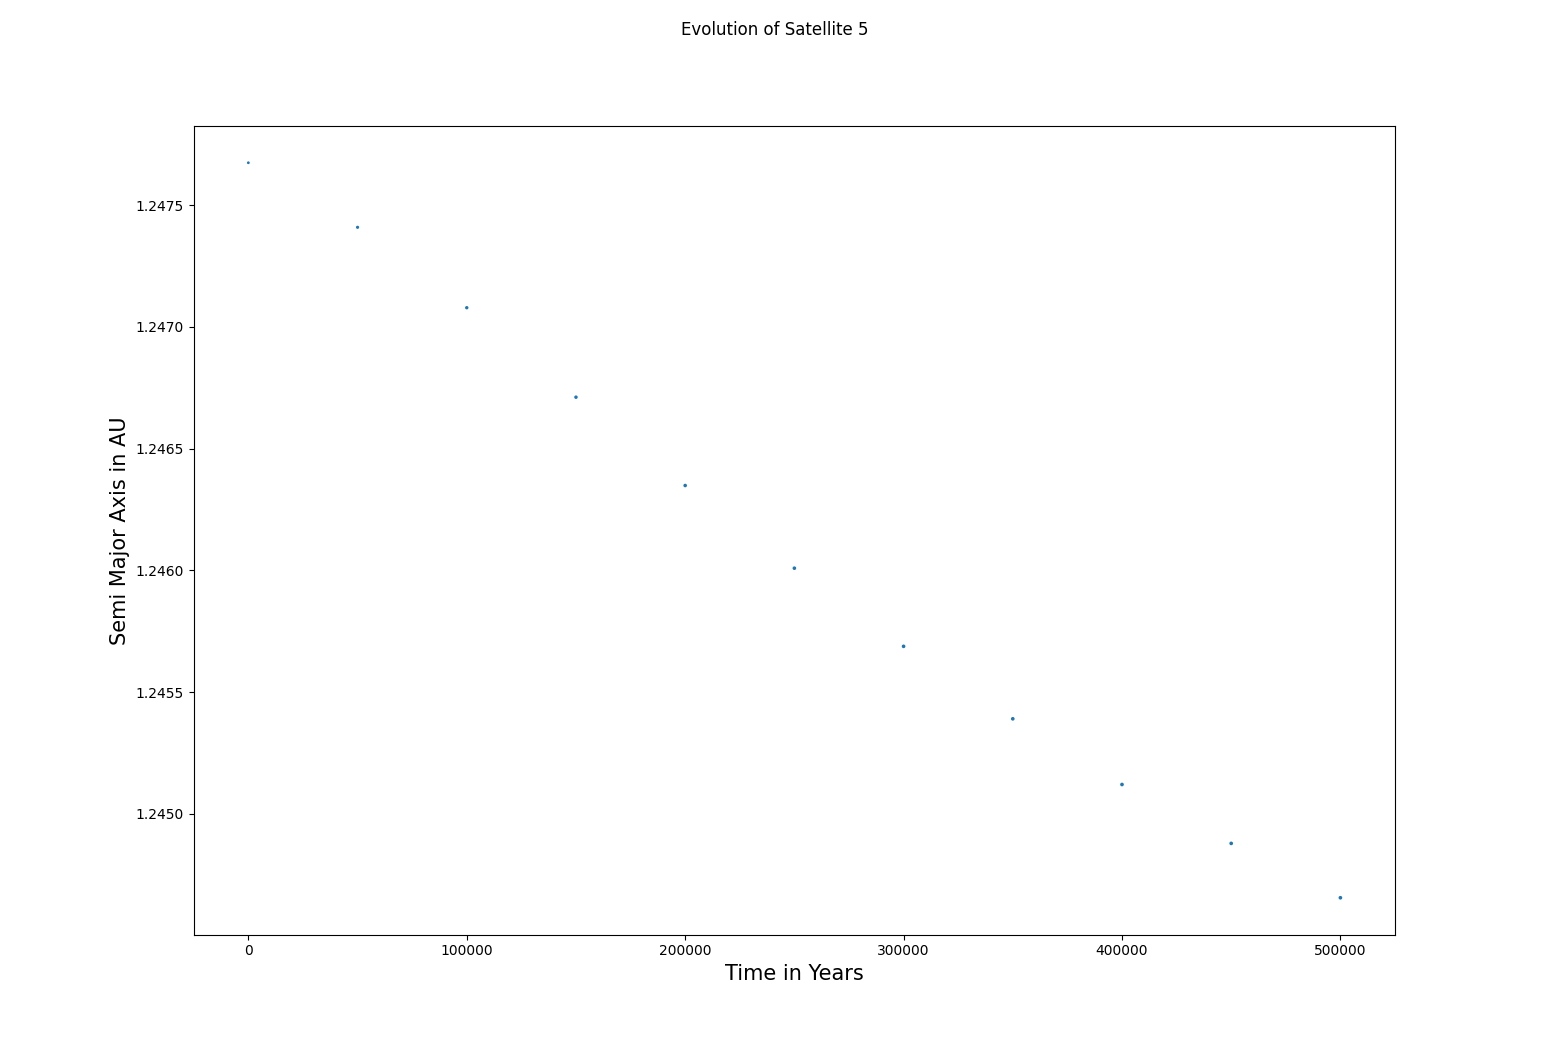 Evolution of Satellite 5
1.2475
1.2470
1.2465
1.2460
1.2455
1.2450
Semi Major Axis in AU
0 100000 200000 300000 400000 500000
Time in Years